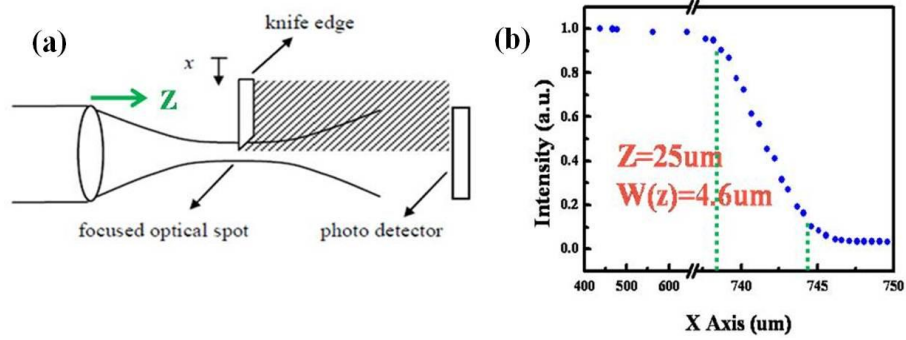 (a)
knife edge
x
Z
focused optical spot
photo detector
(b)
Intensity (a.u.)
1.0
0.8
0.6
0.4
0.2
0.0
Z=25um
W(z)=4.6um
400 500 600 740 745 750
X Axis (um)